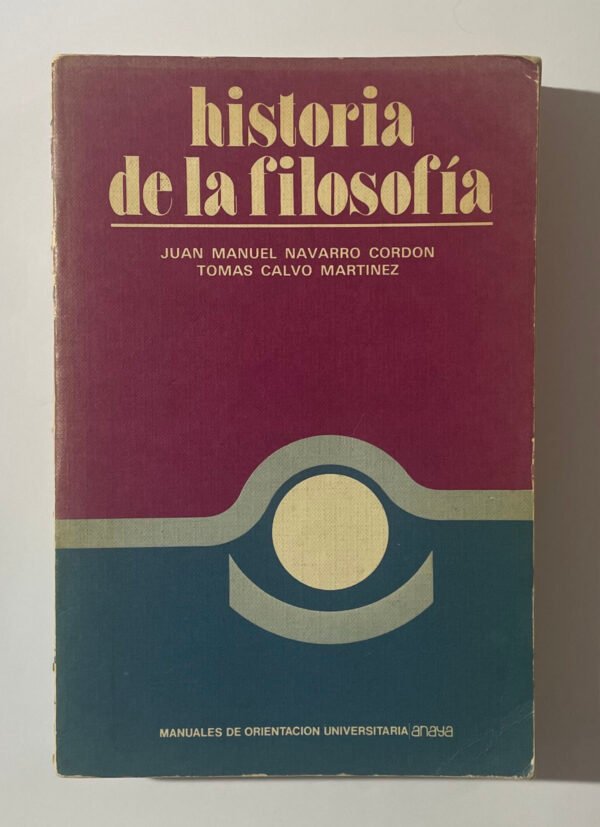 historia
de la filosofía
JUAN MANUEL NAVARRO CORDON
TOMAS CALVO MARTINEZ
MANUALES DE ORIENTACION UNIVERSITARIA anaya